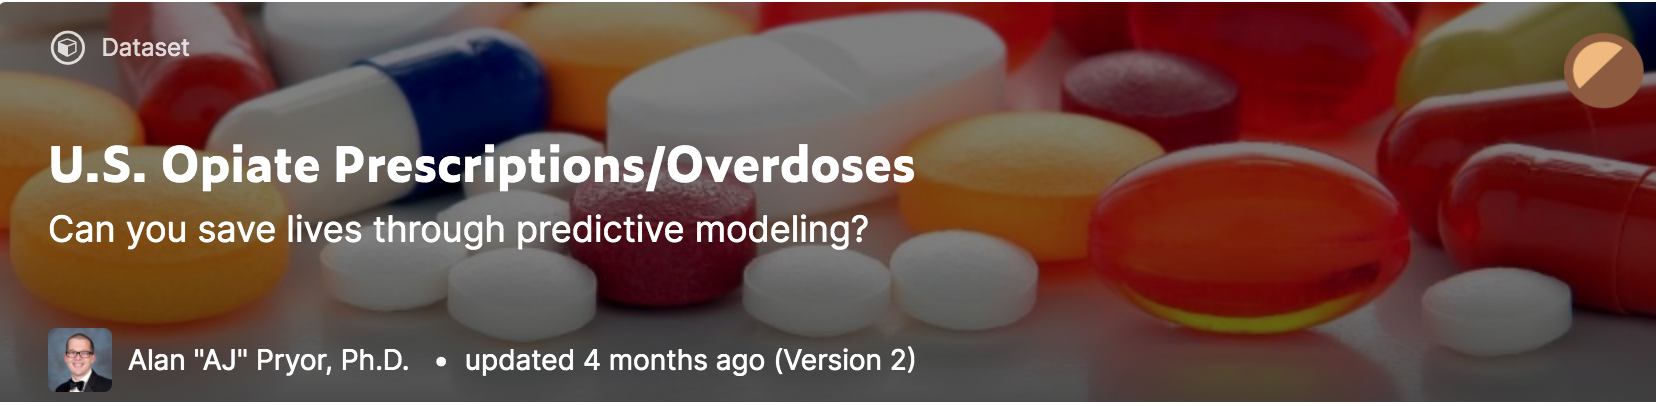 Dataset
U.S. Opiate Prescriptions/Overdoses
Can you save lives through predictive modeling?
Alan "AJ" Pryor, Ph.D. • updated 4 months ago (Version 2)